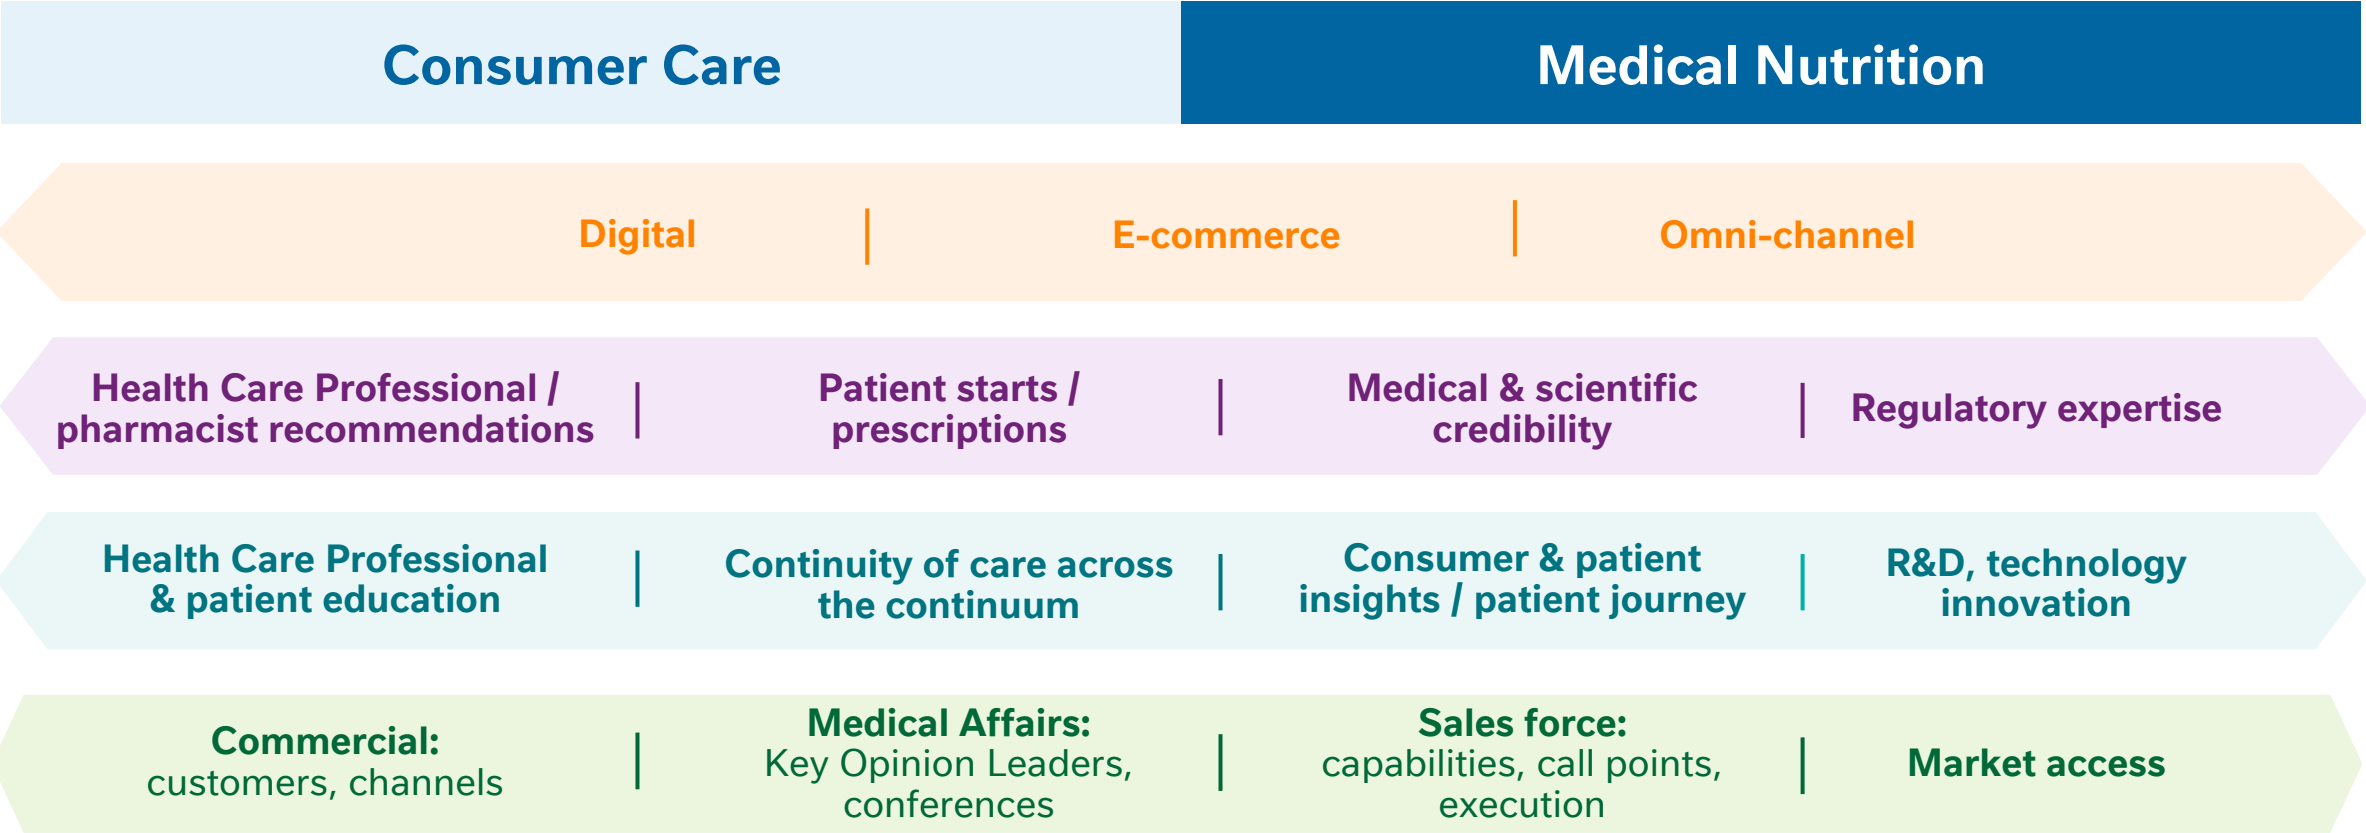 Consumer Care
Medical Nutrition
Digital
E-commerce
Omni-channel
Health Care Professional /
pharmacist recommendations
Patient starts /
prescriptions
Medical & scientific
credibility
Regulatory expertise
Health Care Professional
& patient education
Continuity of care across
the continuum
Consumer & patient
insights / patient journey
R&D, technology
innovation
Commercial:
customers, channels
Medical Affairs:
Key Opinion Leaders,
conferences
Sales force:
capabilities, call points,
execution
Market access